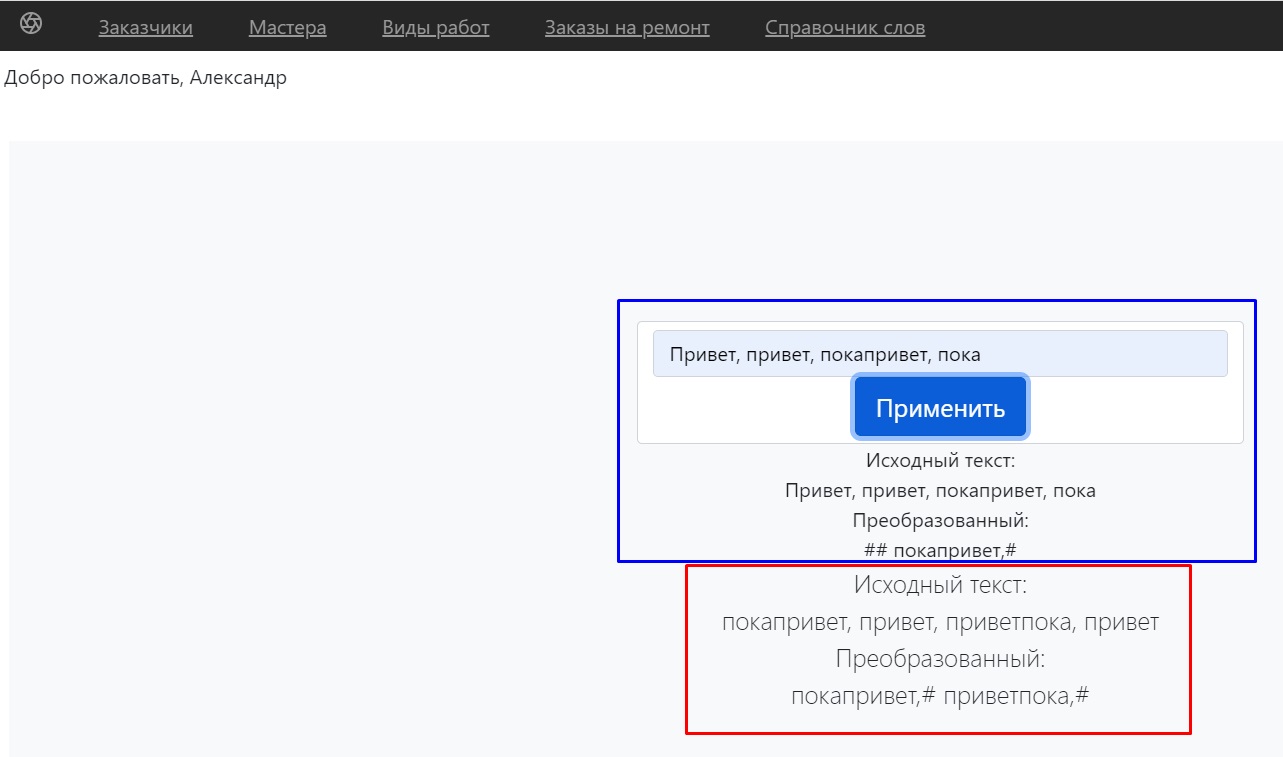 Заказчики Мастера Виды работ Заказы на ремонт Справочник слов
Добро пожаловать, Александр
Привет, привет, покапривет, пока
Применить
Исходный текст:
Привет, привет, покапривет, пока
Преобразованный:
## покапривет,#
Исходный текст:
покапривет, привет, приветпока, привет
Преобразованный:
покапривет,# приветпока,#